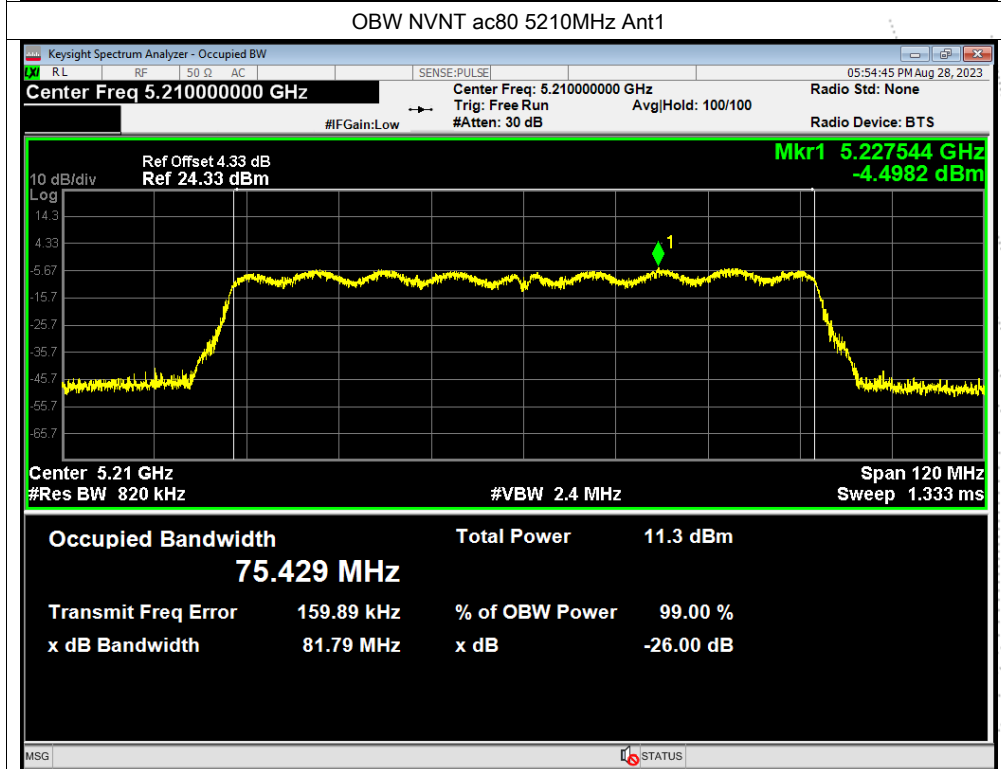 OBW NVNT ac80 5210MHz Ant1
Keysight Spectrum Analyzer - Occupied BW
LXI RL RF 50 Ω AC SENSE:PULSE 05:54:45 PM Aug 28, 2023
Center Freq 5.210000000 GHz Center Freq: 5.210000000 GHz Radio Std: None
Trig: Free Run Avg|Hold: 100/100
#IFGain:Low #Atten: 30 dB Radio Device: BTS
Ref Offset 4.33 dB Mkr1 5.227544 GHz
10 dB/div Ref 24.33 dBm -4.4982 dBm
Log
14.3
4.33
1
-5.67
-15.7
-25.7
-35.7
-45.7
-55.7
-65.7
Center 5.21 GHz Span 120 MHz
#Res BW 820 kHz #VBW 2.4 MHz Sweep 1.333 ms
Occupied Bandwidth Total Power 11.3 dBm
75.429 MHz
Transmit Freq Error 159.89 kHz % of OBW Power 99.00 %
x dB Bandwidth 81.79 MHz x dB -26.00 dB
MSG STATUS